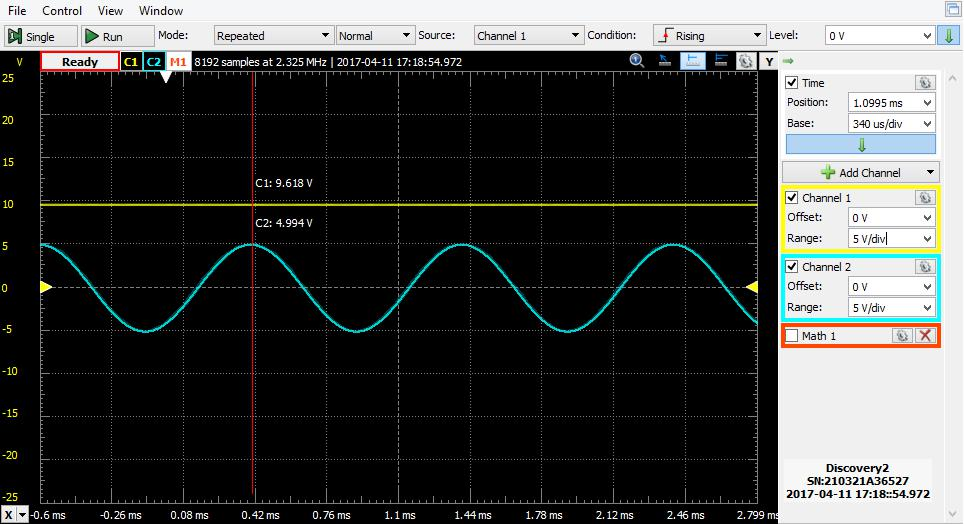 File Control View Window
Single Run Mode: Repeated Normal Source: Channel 1 Condition: Rising Level: 0 V
V Ready C1 C2 M1 8192 samples at 2.325 MHz | 2017-04-11 17:18:54.972 Y
25
20
15
10
5
0
-5
-10
-15
-20
-25
C1: 9.618 V
C2: 4.994 V
X -0.6 ms -0.26 ms 0.08 ms 0.42 ms 0.76 ms 1.1 ms 1.44 ms 1.78 ms 2.12 ms 2.46 ms 2.799 ms
Time
Position: 1.0995 ms
Base: 340 us/div
Add Channel
Channel 1
Offset: 0 V
Range: 5 V/div
Channel 2
Offset: 0 V
Range: 5 V/div
Math 1
Discovery2
SN:210321A36527
2017-04-11 17:18:54.972